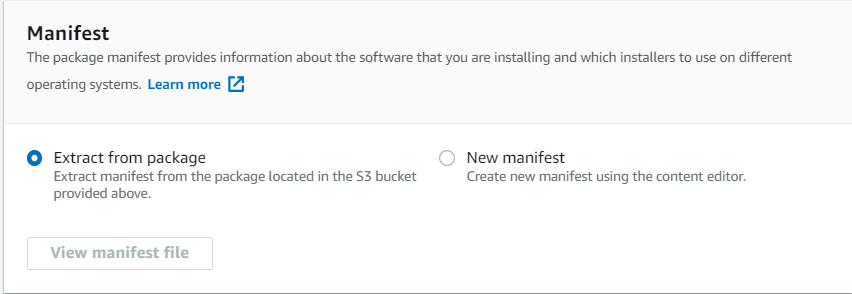 Manifest
The package manifest provides information about the software that you are installing and which installers to use on different
operating systems. Learn more
Extract from package
Extract manifest from the package located in the S3 bucket
provided above.
New manifest
Create new manifest using the content editor.
View manifest file